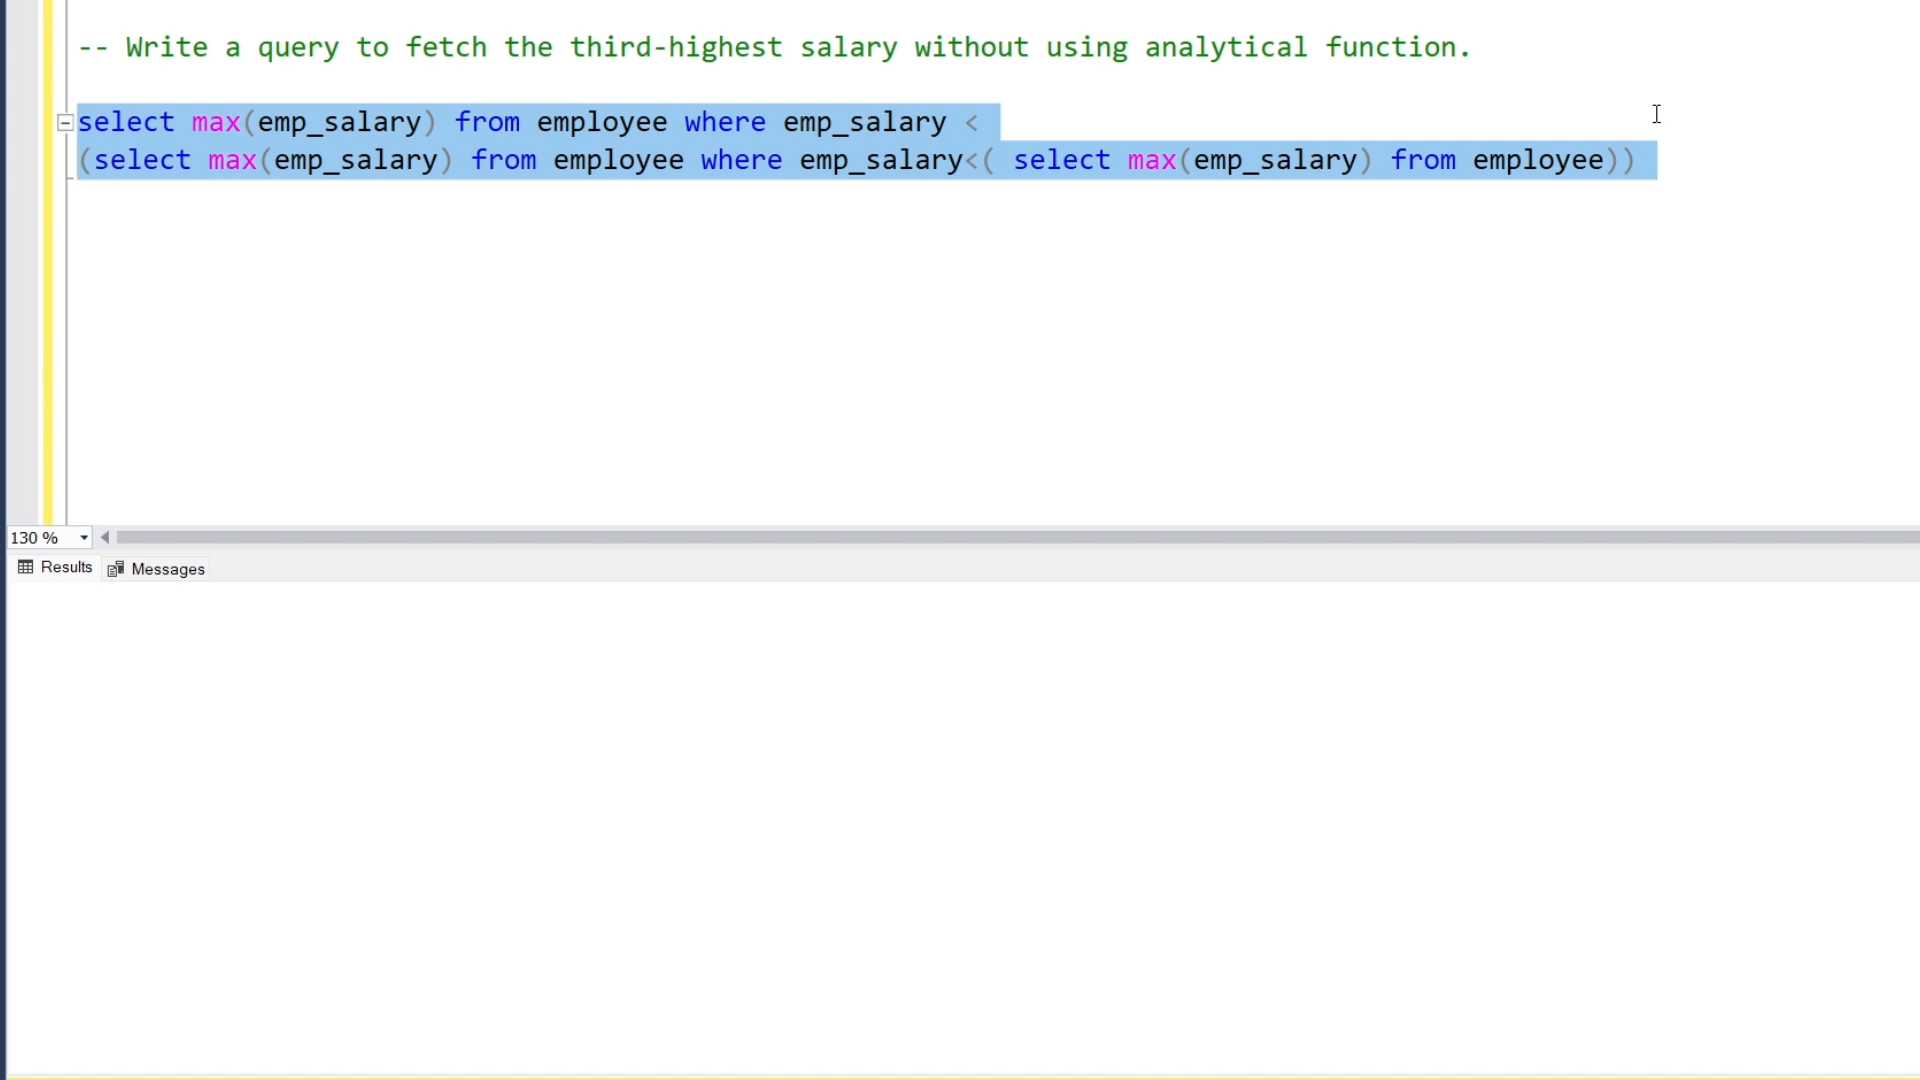 -- Write a query to fetch the third-highest salary without using analytical function.
select max(emp_salary) from employee where emp_salary <
(select max(emp_salary) from employee where emp_salary<( select max(emp_salary) from employee))
130 %
Results Messages